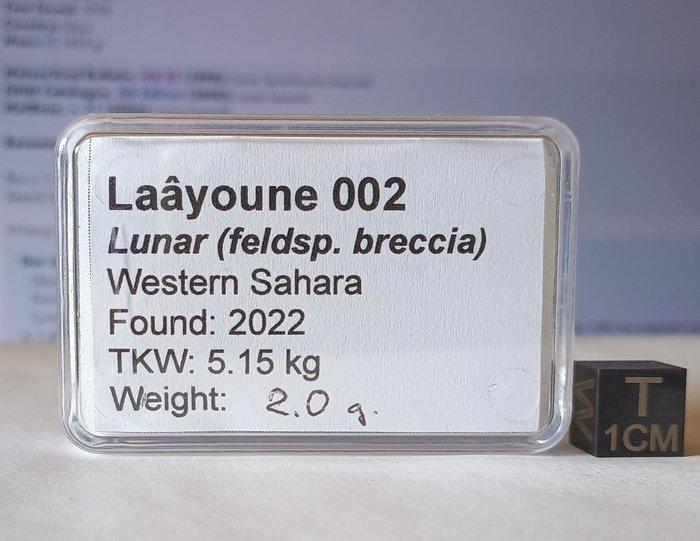 Laâyoune 002
Lunar (feldsp. breccia)
Western Sahara
Found: 2022
TKW: 5.15 kg
Weight: 2.0 g.
T
1CM
W